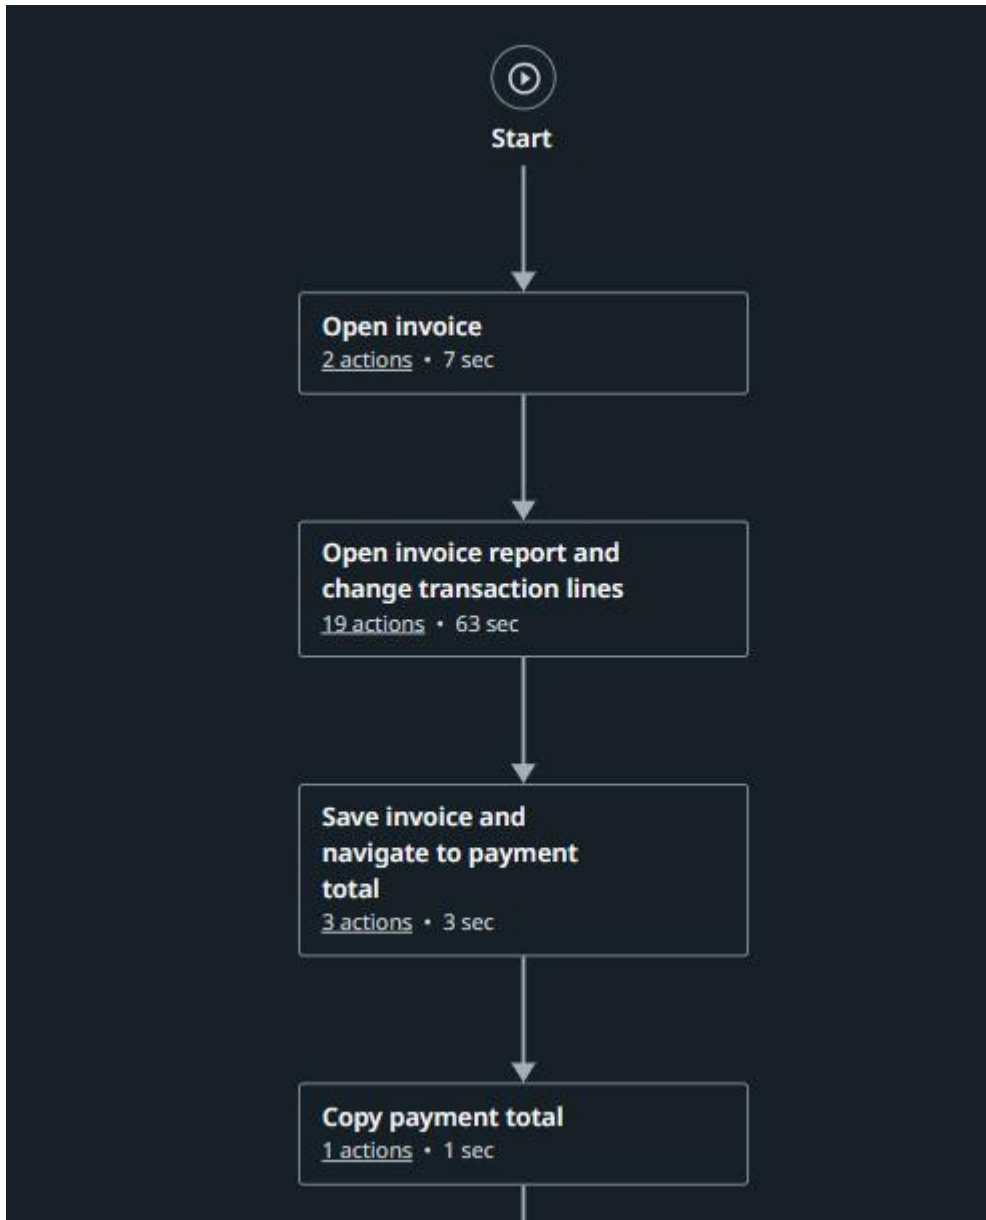 Start
Open invoice
2 actions • 7 sec
Open invoice report and
change transaction lines
19 actions • 63 sec
Save invoice and
navigate to payment
total
3 actions • 3 sec
Copy payment total
1 actions • 1 sec